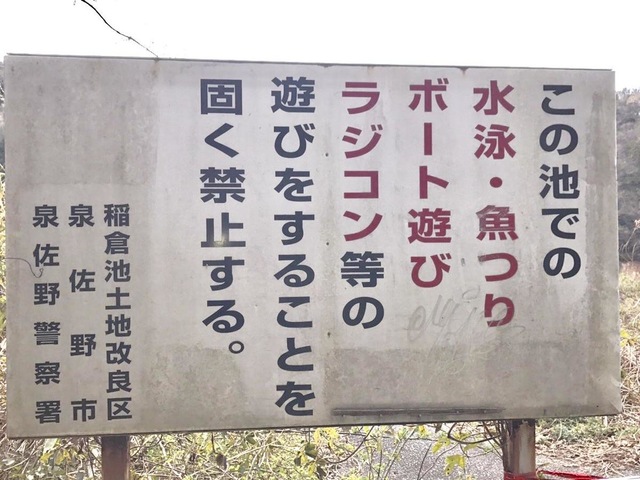 この池での
水泳・魚つり
ボート遊び
ラジコン等の
遊びをすることを
固く禁止する。
稲倉池土地改良区
泉佐野市
泉佐野警察署